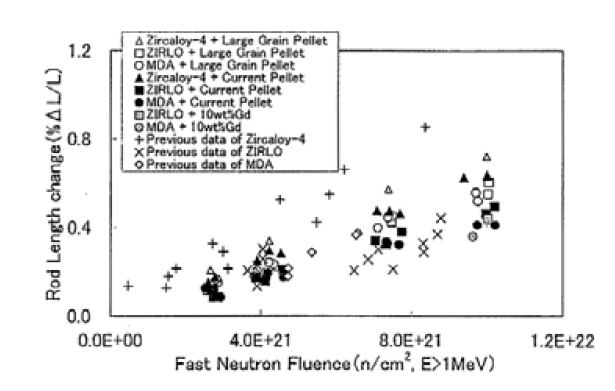 1.2
0.8
0.4
0.0
Rod Length change(%ΔL/L)
Zircaloy-4 + Large Grain Pellet
ZIRLO + Large Grain Pellet
MDA + Large Grain Pellet
Zircaloy-4 + Current Pellet
ZIRLO + Current Pellet
MDA + Current Pellet
ZIRLO + 10wt%Gd
MDA + 10wt%Gd
Previous data of Zircaloy-4
Previous data of ZIRLO
Previous data of MDA
0.0E+00 4.0E+21 8.0E+21 1.2E+22
Fast Neutron Fluence(n/cm², E>1MeV)